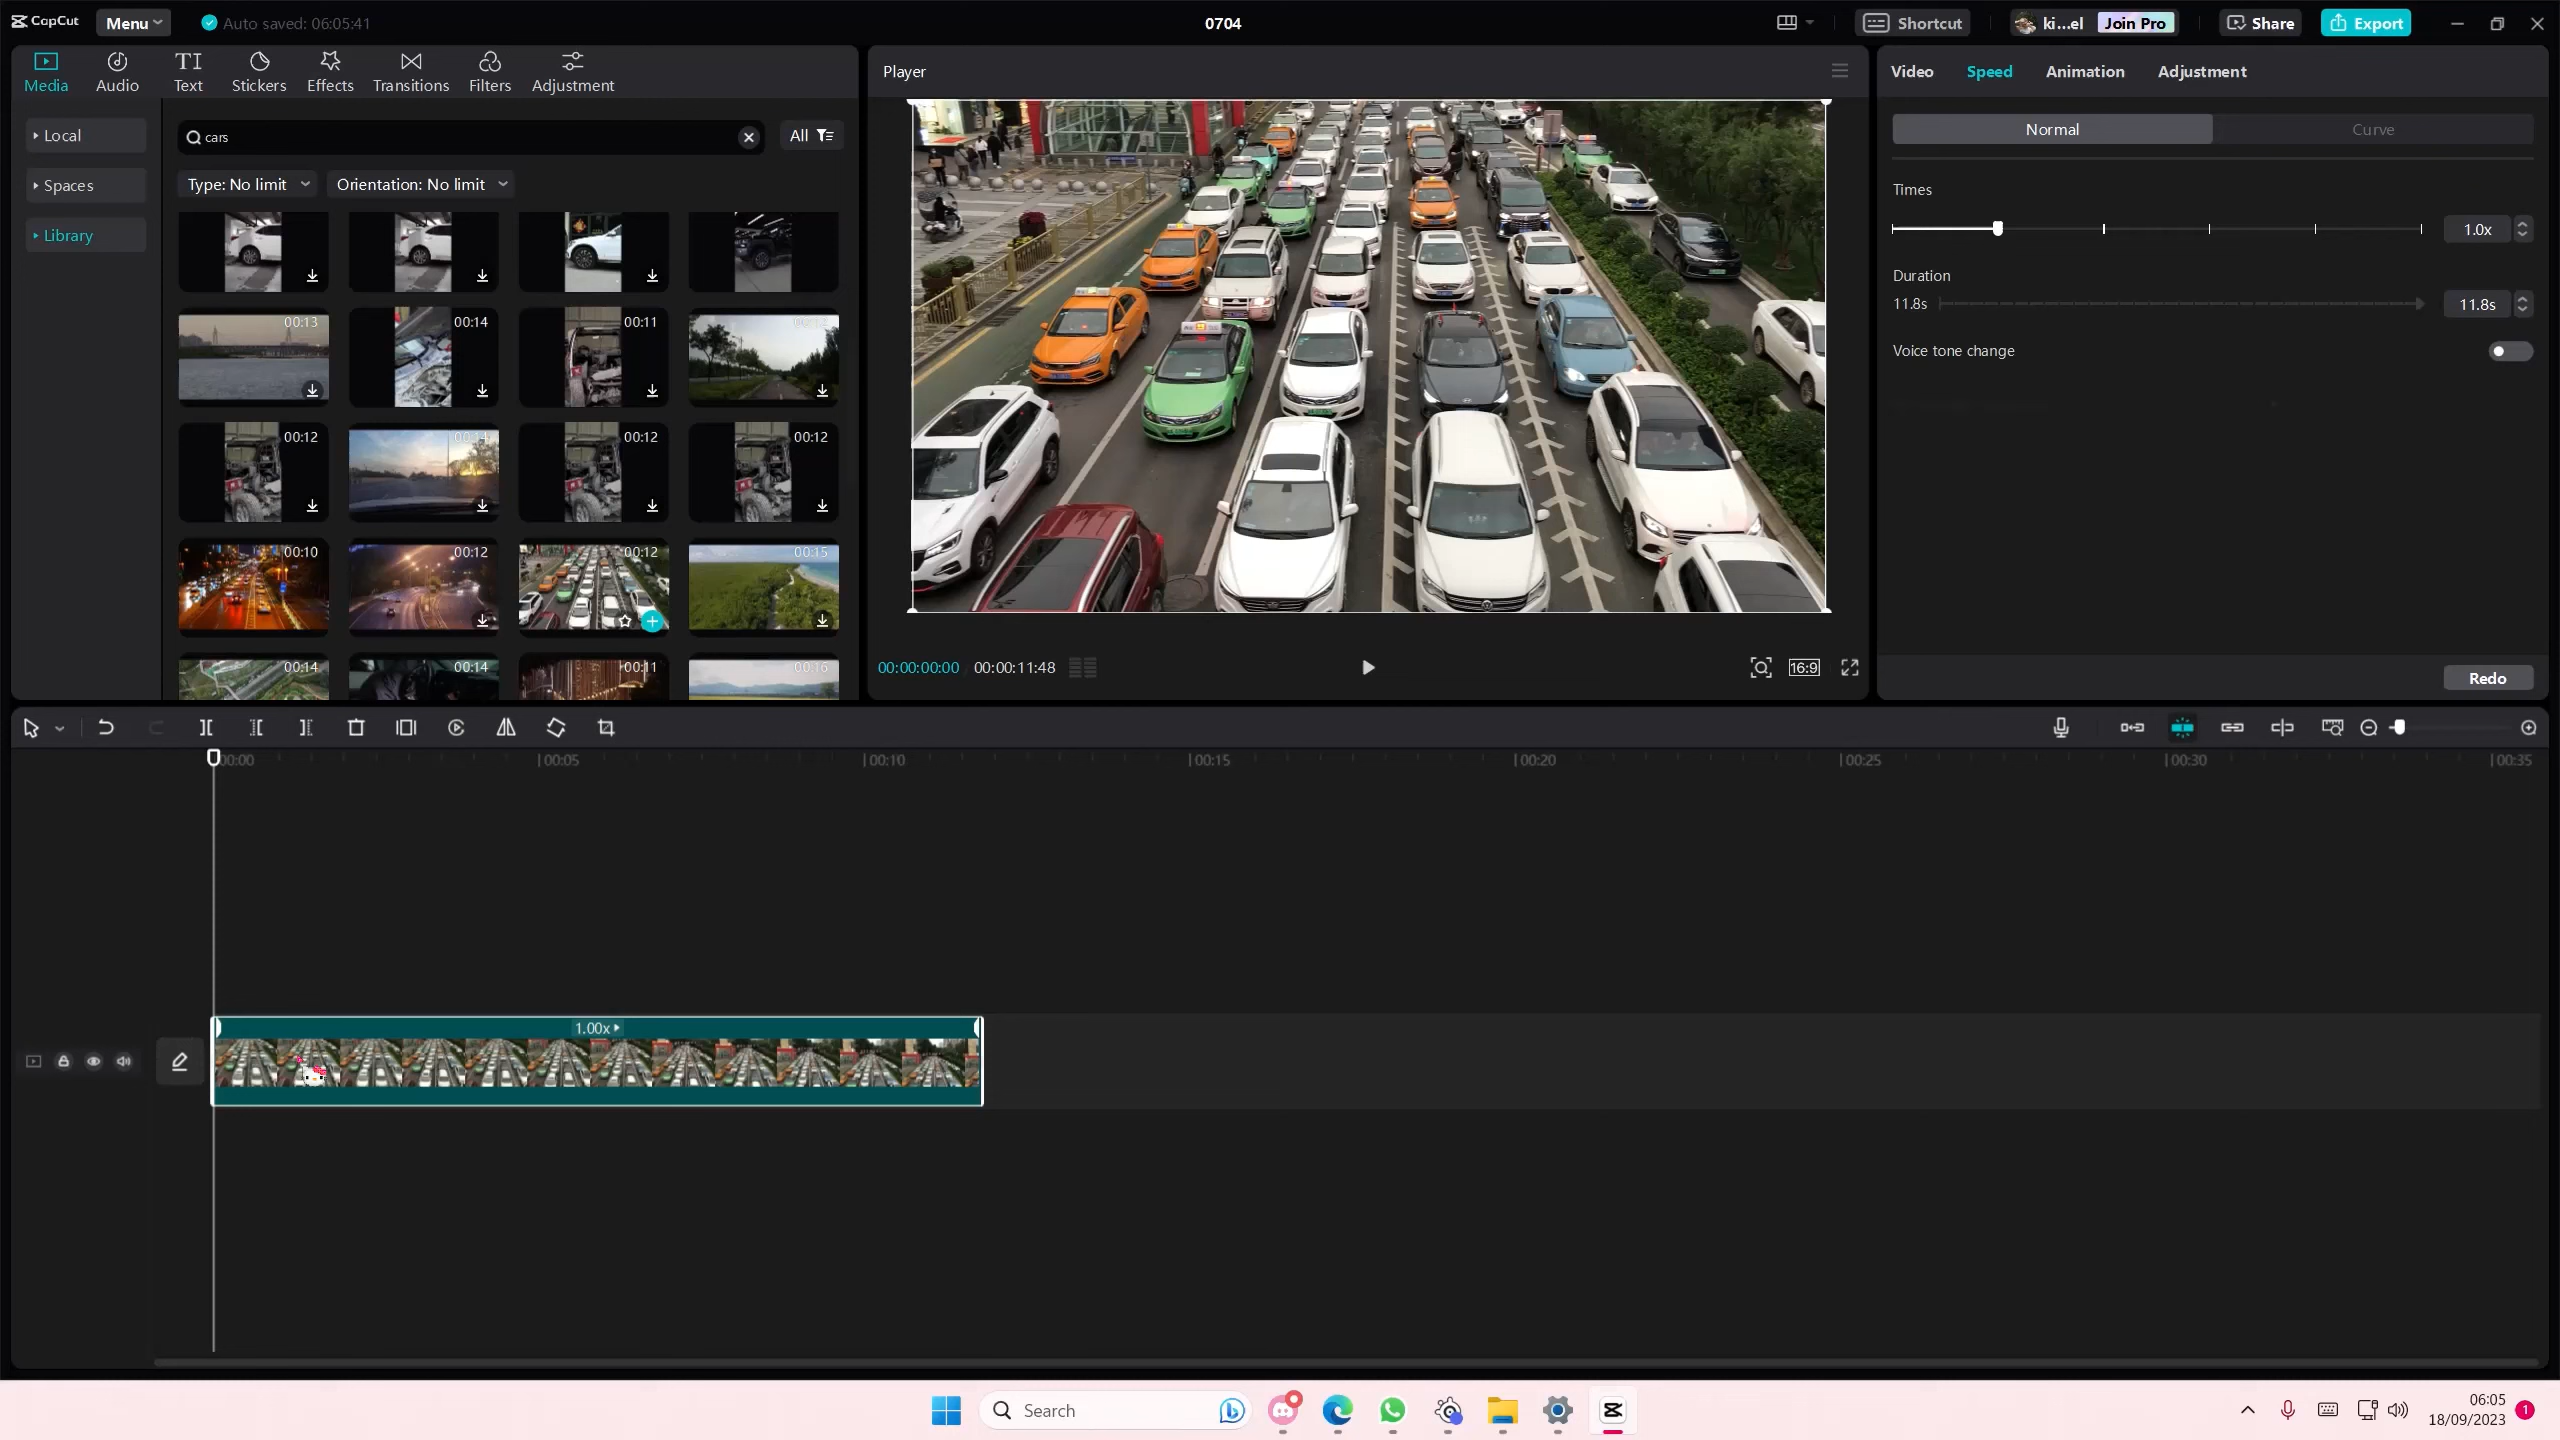 CapCut
Menu
Auto saved: 06:05:41
0704
Shortcut
ki...el
Join Pro
Share
Export
Media
Audio
TI
Text
Stickers
Effects
Transitions
Filters
Adjustment
Player
Video
Speed
Animation
Adjustment
Local
Spaces
Library
cars
All
Type: No limit
Orientation: No limit
00:13
00:14
00:11
00:12
00:12
00:12
00:12
00:10
00:12
00:12
00:15
00:14
00:14
00:11
00:16
Normal
Curve
Times
1.0x
Duration
11.8s
11.8s
Voice tone change
Redo
00:00:00:00
00:00:11:48
16:9
00:00
00:05
00:10
00:15
00:20
00:25
00:30
00:35
1.00x
Search
06:05
18/09/2023
1